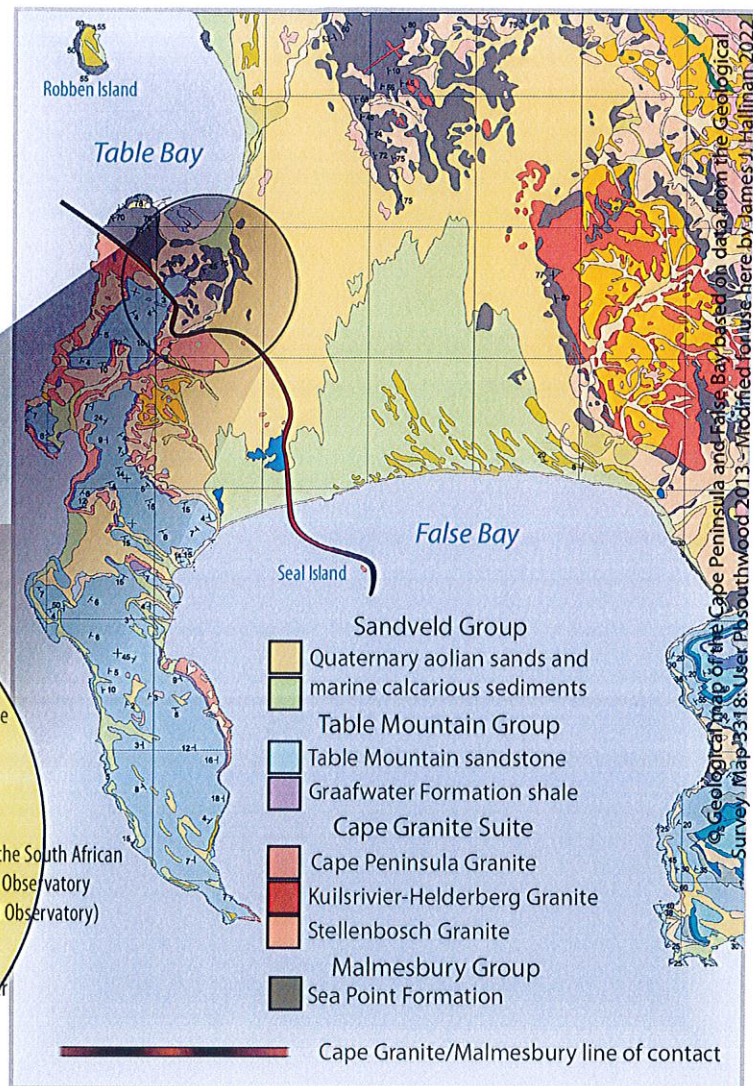 Robben Island
Table Bay
False Bay
Seal Island
Sandveld Group
Quaternary aolian sands and
marine calcarious sediments
Table Mountain Group
Table Mountain sandstone
Graafwater Formation shale
Cape Granite Suite
Cape Peninsula Granite
Kuilsrivier-Helderberg Granite
Stellenbosch Granite
Malmesbury Group
Sea Point Formation
Cape Granite/Malmesbury line of contact
the South African
Observatory
Observatory)
© Geological map of the Cape Peninsula and False Bay based on data from the Geological
Survey, Map 3318: User Pbsouthwood 2013 - Modified for use here by James J. Hallinan 2022